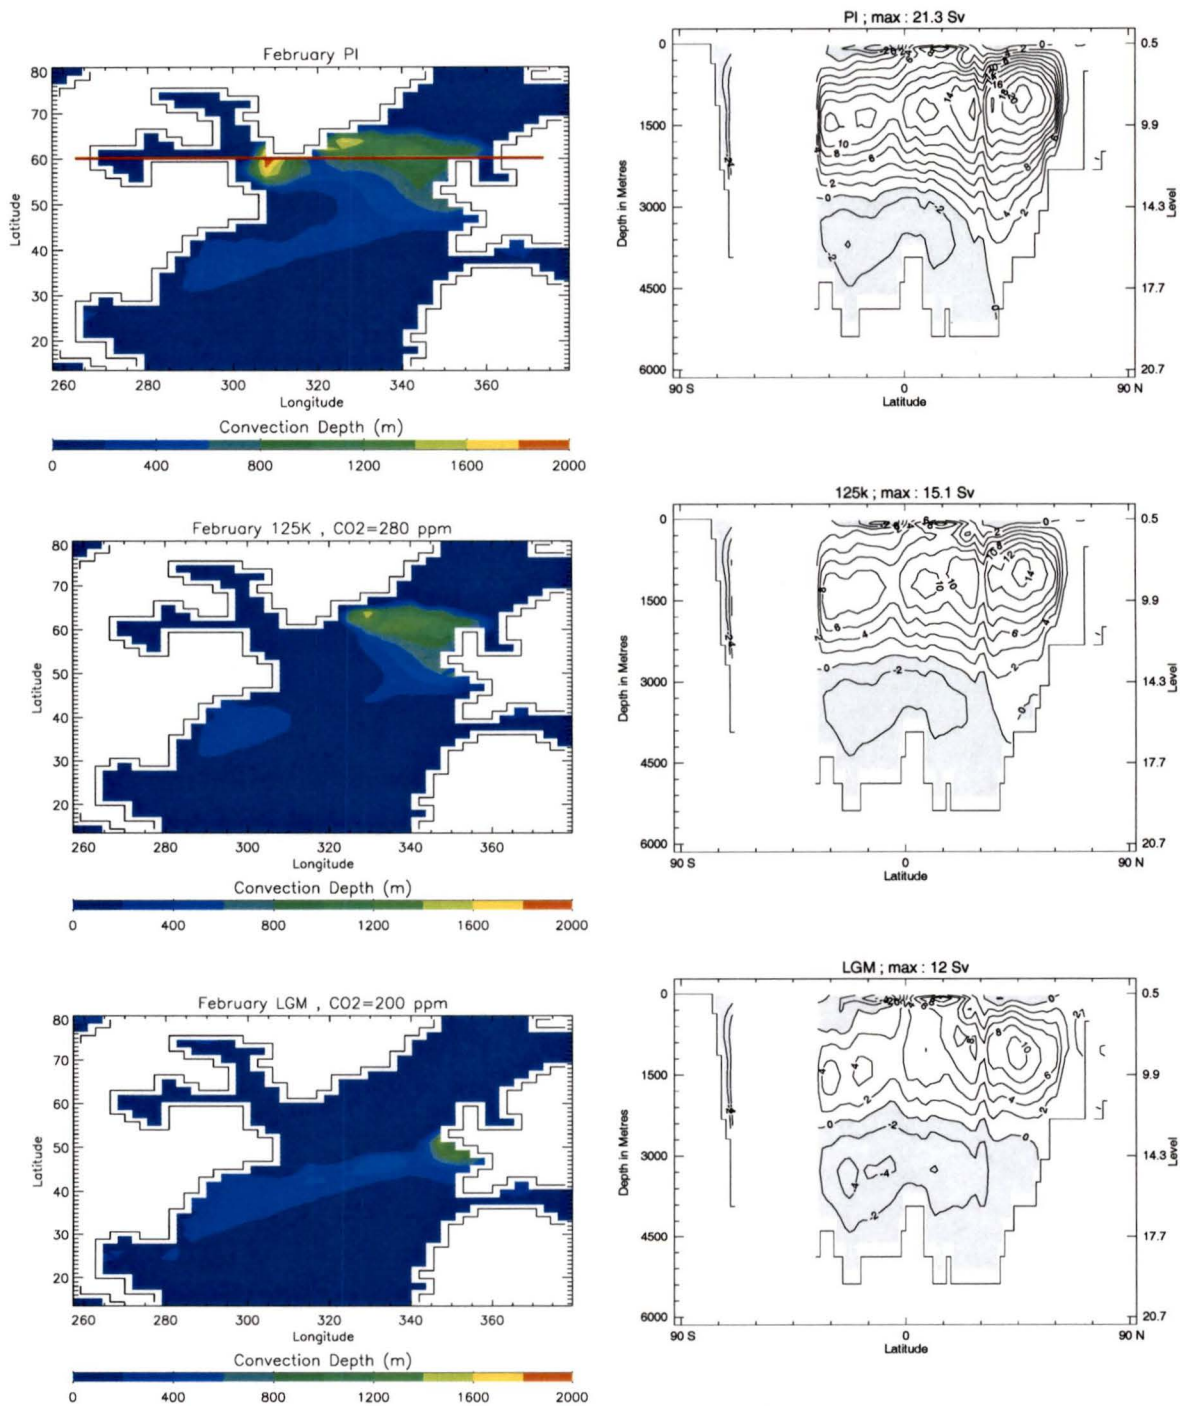 February PI
80
70
60
50
40
30
20
Latitude
260 280 300 320 340 360
Longitude
Convection Depth (m)
0 400 800 1200 1600 2000
PI ; max : 21.3 Sv
0
1500
3000
4500
6000
Depth in Metres
0.5
9.9
14.3
17.7
20.7
Level
90 S 0 90 N
Latitude
February 125K , CO2=280 ppm
80
70
60
50
40
30
20
Latitude
260 280 300 320 340 360
Longitude
Convection Depth (m)
0 400 800 1200 1600 2000
125k ; max : 15.1 Sv
0
1500
3000
4500
6000
Depth in Metres
0.5
9.9
14.3
17.7
20.7
Level
90 S 0 90 N
Latitude
February LGM , CO2=200 ppm
80
70
60
50
40
30
20
Latitude
260 280 300 320 340 360
Longitude
Convection Depth (m)
0 400 800 1200 1600 2000
LGM ; max : 12 Sv
0
1500
3000
4500
6000
Depth in Metres
0.5
9.9
14.3
17.7
20.7
Level
90 S 0 90 N
Latitude